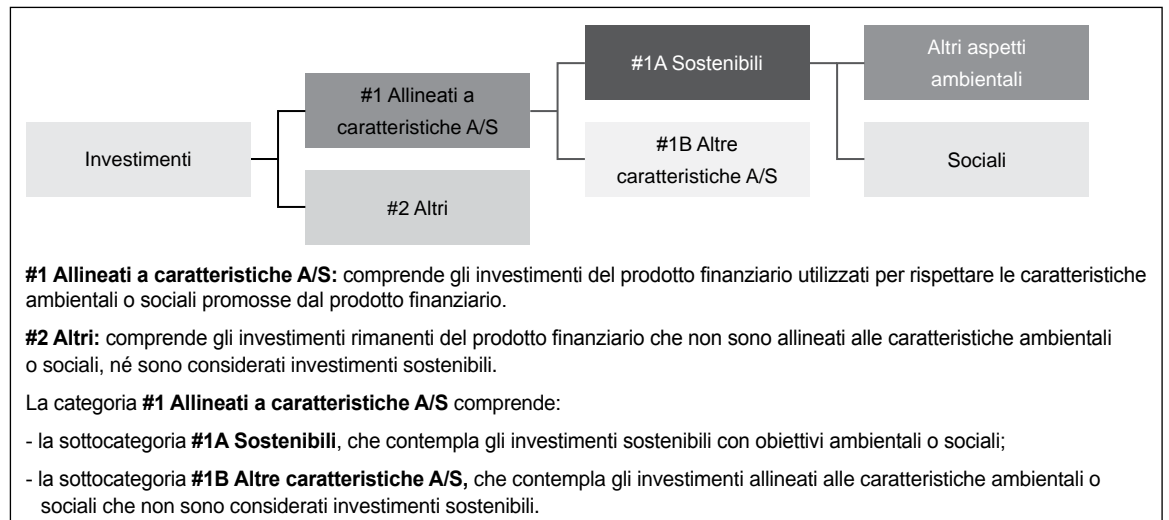 Investimenti
#1 Allineati a
caratteristiche A/S
#2 Altri
#1A Sostenibili
#1B Altre
caratteristiche A/S
Altri aspetti
ambientali
Sociali
#1 Allineati a caratteristiche A/S: comprende gli investimenti del prodotto finanziario utilizzati per rispettare le caratteristiche
ambientali o sociali promosse dal prodotto finanziario.
#2 Altri: comprende gli investimenti rimanenti del prodotto finanziario che non sono allineati alle caratteristiche ambientali
o sociali, né sono considerati investimenti sostenibili.
La categoria #1 Allineati a caratteristiche A/S comprende:
- la sottocategoria #1A Sostenibili, che contempla gli investimenti sostenibili con obiettivi ambientali o sociali;
- la sottocategoria #1B Altre caratteristiche A/S, che contempla gli investimenti allineati alle caratteristiche ambientali o
sociali che non sono considerati investimenti sostenibili.